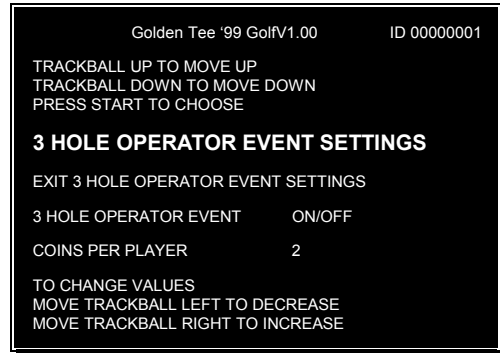 Golden Tee ‘99 GolfV1.00 ID 00000001
TRACKBALL UP TO MOVE UP
TRACKBALL DOWN TO MOVE DOWN
PRESS START TO CHOOSE
3 HOLE OPERATOR EVENT SETTINGS
EXIT 3 HOLE OPERATOR EVENT SETTINGS
3 HOLE OPERATOR EVENT ON/OFF
COINS PER PLAYER 2
TO CHANGE VALUES
MOVE TRACKBALL LEFT TO DECREASE
MOVE TRACKBALL RIGHT TO INCREASE